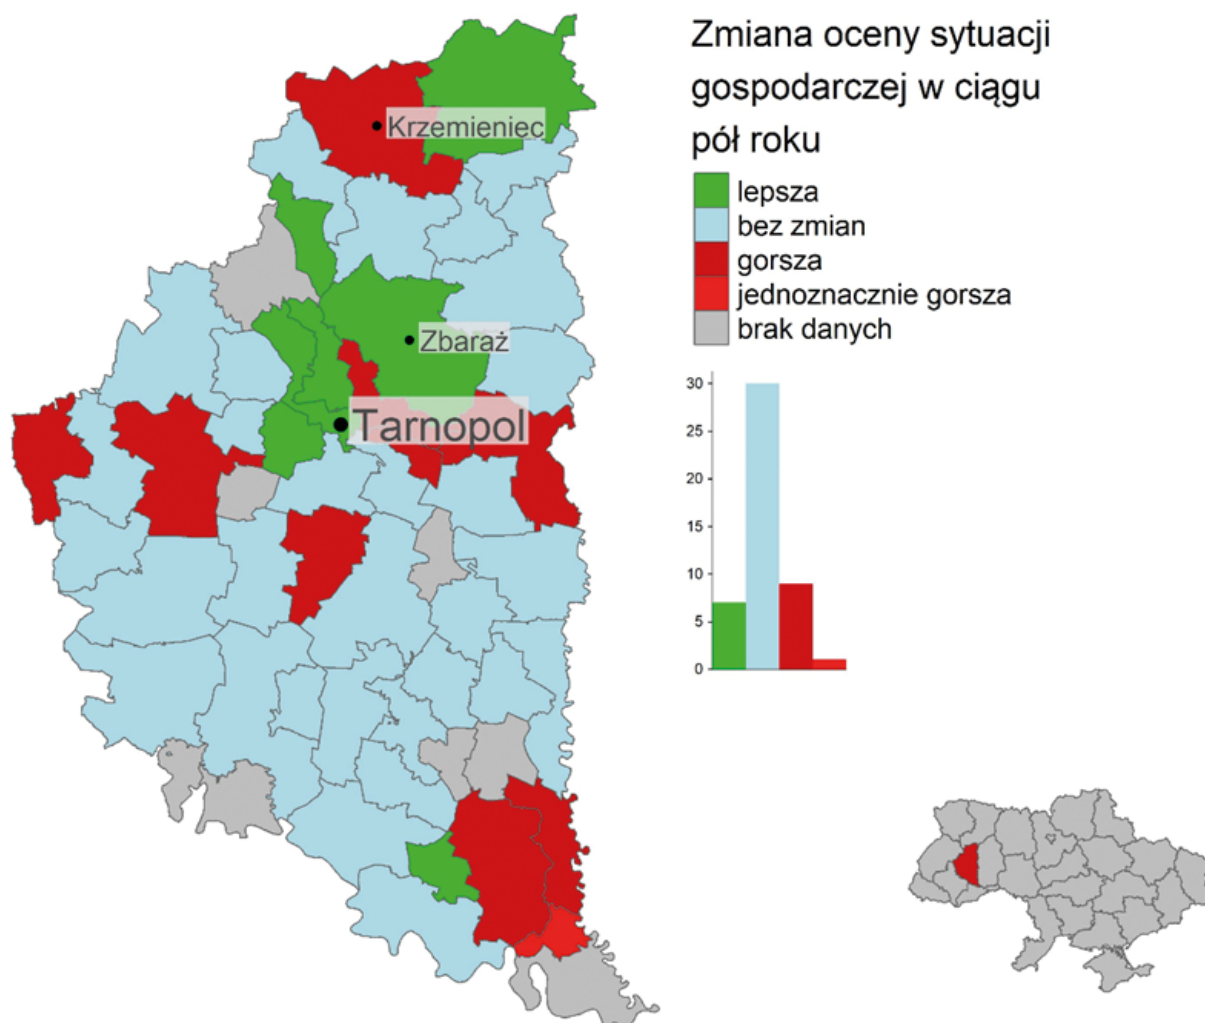 Zmiana oceny sytuacji
gospodarczej w ciągu
pół roku
lepsza
bez zmian
gorsza
jednoznacznie gorsza
brak danych
Krzemieniec
Zbaraż
Tarnopol
30
25
20
15
10
5
0